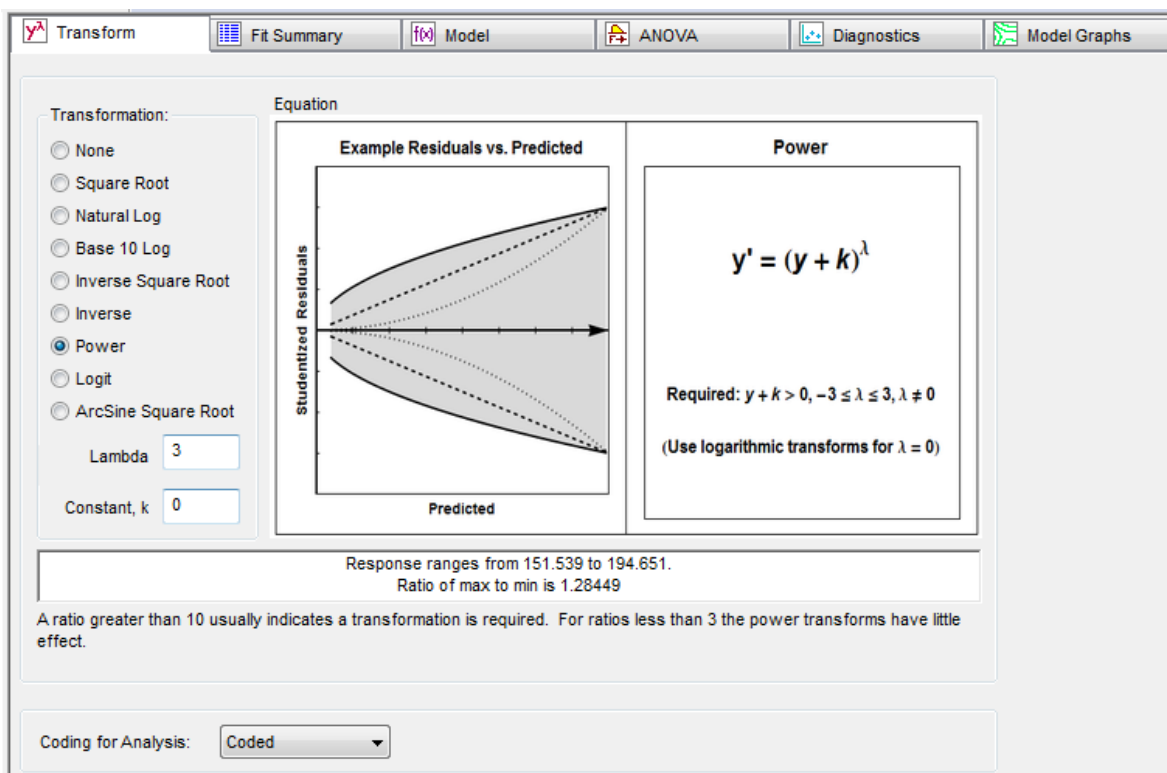 yλ Transform
Fit Summary
f(x) Model
F+ ANOVA
Diagnostics
Model Graphs
Transformation:
None
Square Root
Natural Log
Base 10 Log
Inverse Square Root
Inverse
Power
Logit
ArcSine Square Root
Lambda 3
Constant, k 0
Equation
Example Residuals vs. Predicted
Studentized Residuals
Predicted
Power
y' = (y + k)^λ
Required: y + k > 0, −3 ≤ λ ≤ 3, λ ≠ 0
(Use logarithmic transforms for λ = 0)
Response ranges from 151.539 to 194.651.
Ratio of max to min is 1.28449
A ratio greater than 10 usually indicates a transformation is required. For ratios less than 3 the power transforms have little
effect.
Coding for Analysis: Coded